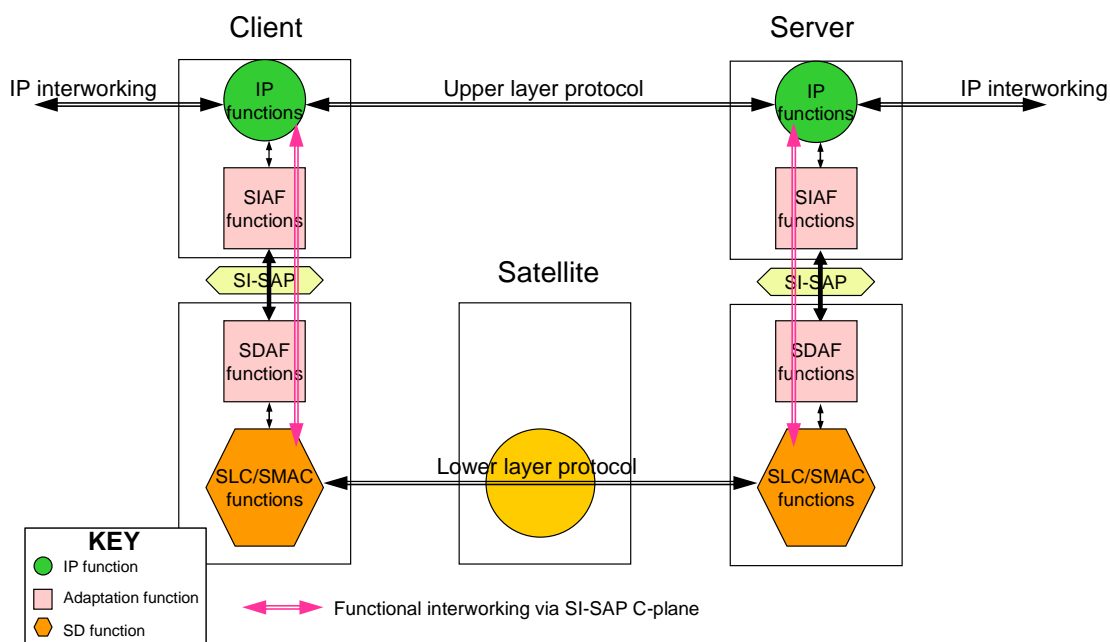 Client
Server
IP interworking
IP
functions
Upper layer protocol
IP
functions
IP interworking
SIAF
functions
SIAF
functions
SI-SAP
Satellite
SI-SAP
SDAF
functions
SDAF
functions
SLC/SMAC
functions
Lower layer protocol
SLC/SMAC
functions
KEY
IP function
Adaptation function
SD function
Functional interworking via SI-SAP C-plane